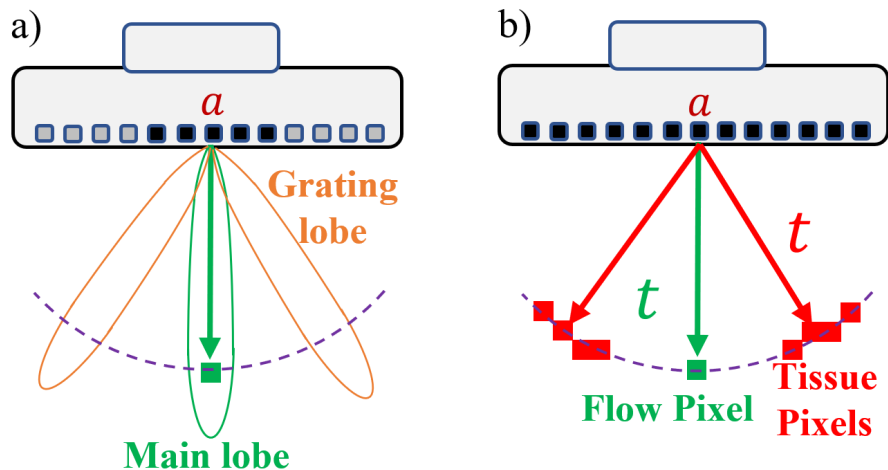 a)
a
Grating
lobe
Main lobe
b)
a
t
t
Flow Pixel
Tissue
Pixels